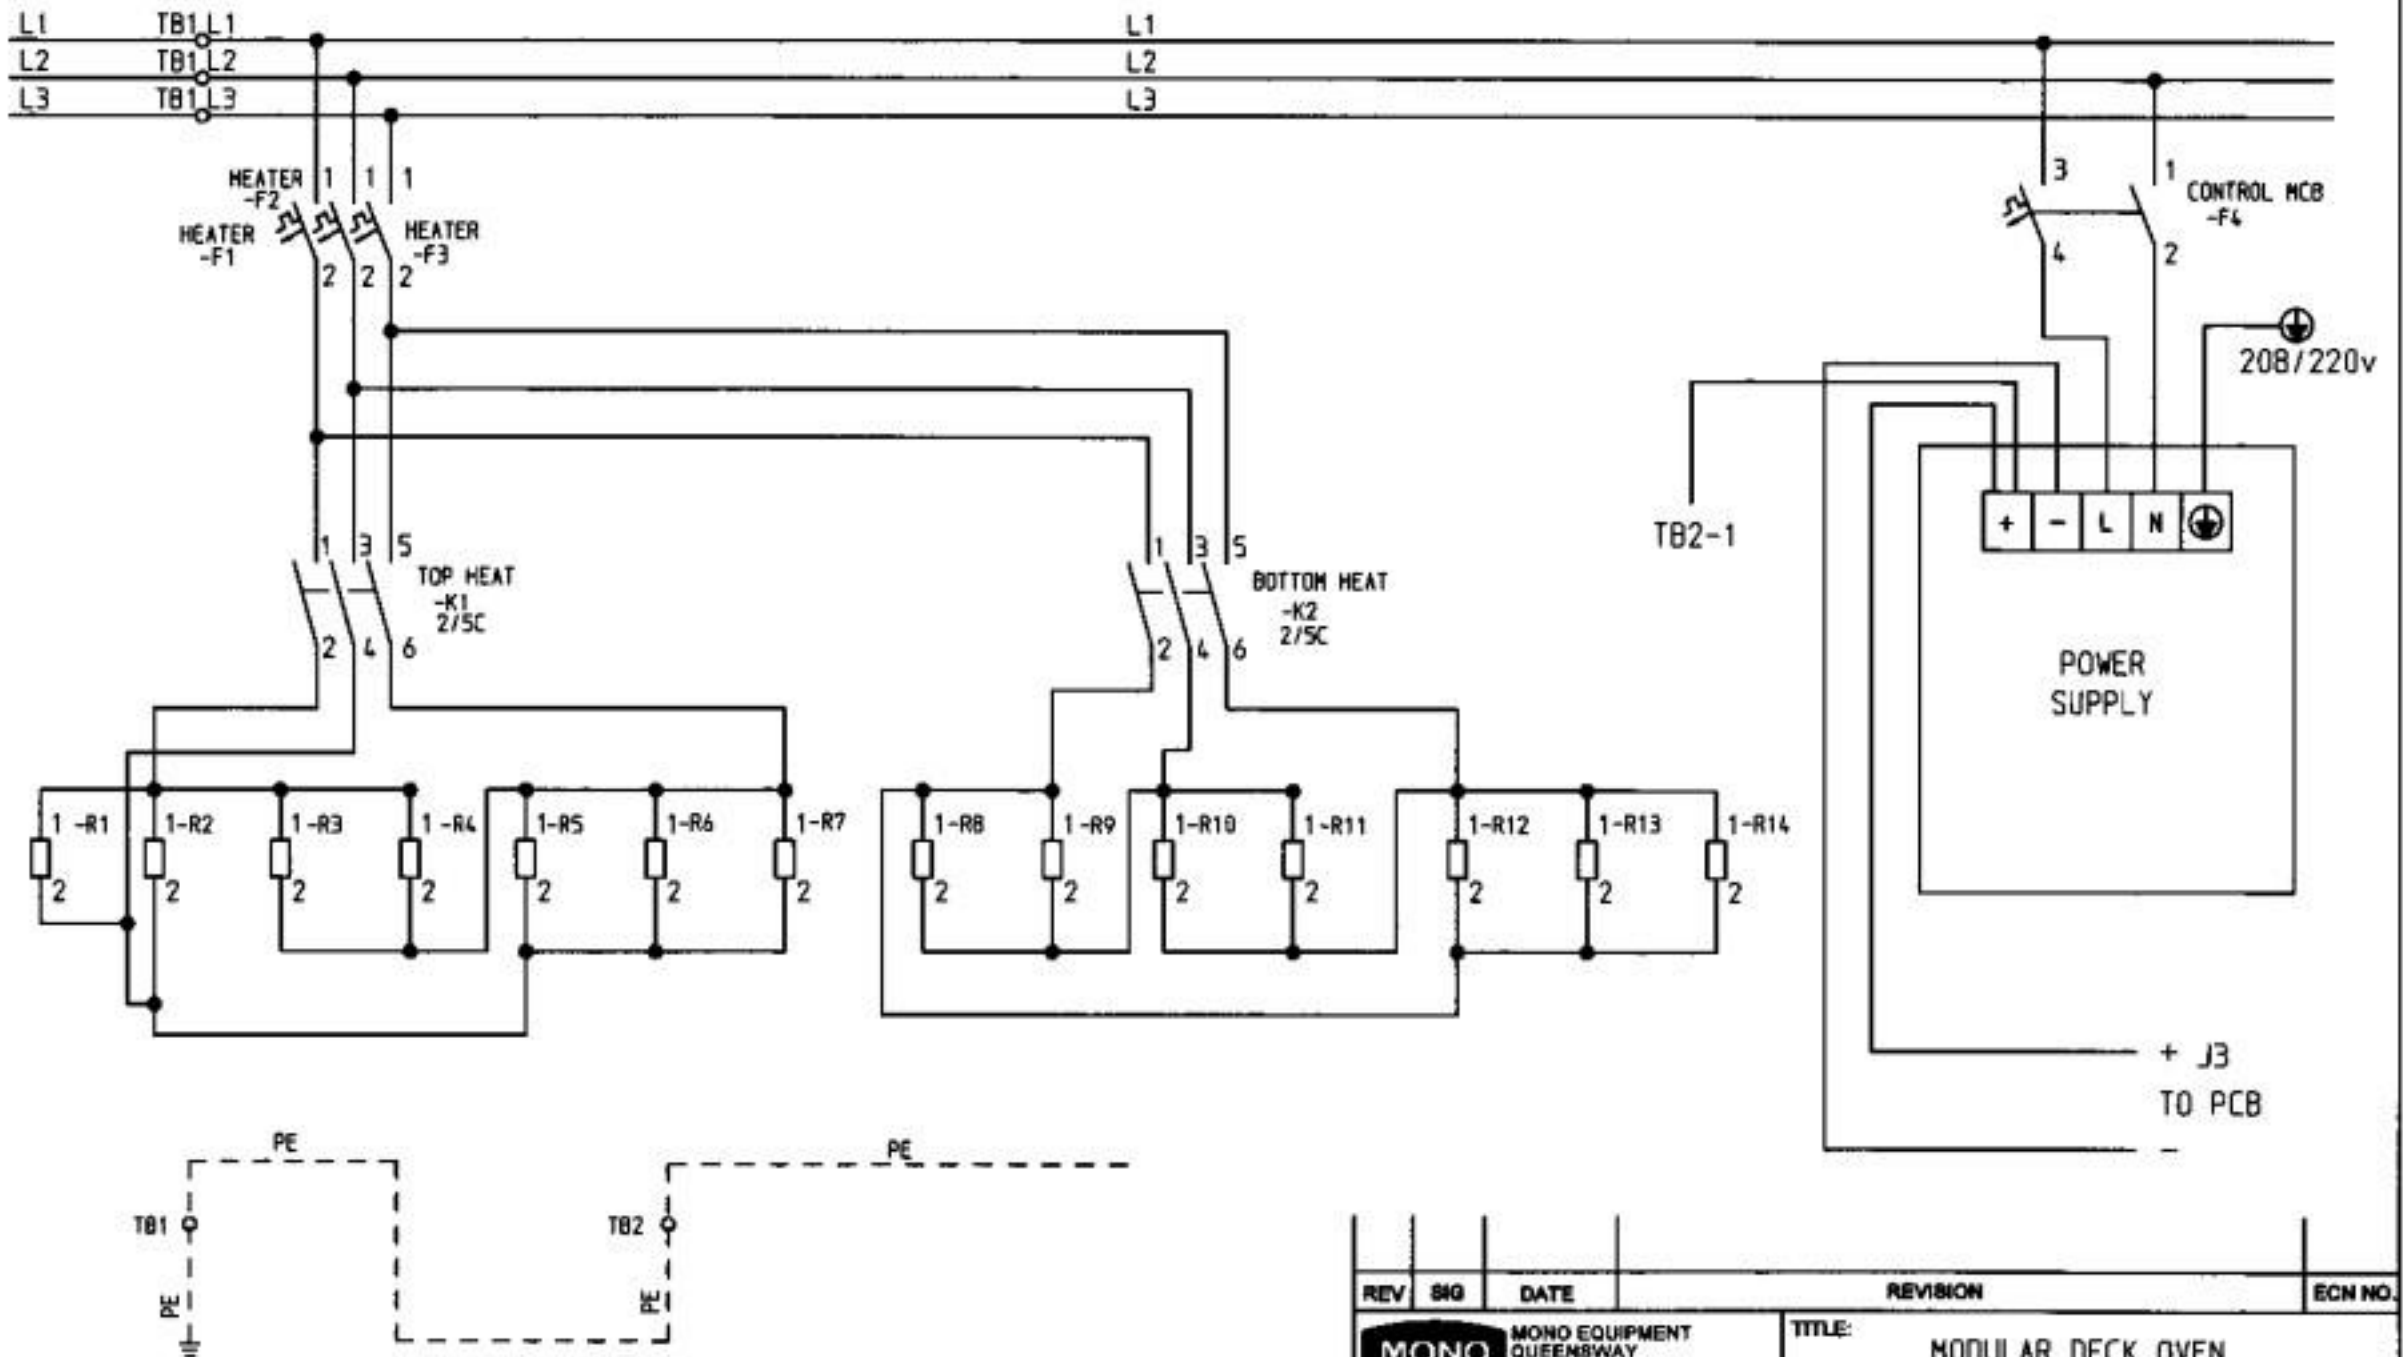 L1 TB1 L1 L1
L2 TB1 L2 L2
L3 TB1 L3 L3
HEATER 1 1 1
-F2
HEATER
-F1
HEATER
-F3
2 2 2
3 1
CONTROL MCB
-F4
4 2
208/220v
TB2-1
+ - L N
1 3 5
TOP HEAT
-K1
2/5C
2 4 6
1 3 5
BOTTOM HEAT
-K2
2/5C
2 4 6
POWER
SUPPLY
1 -R1 1-R2 1-R3 1 -R4 1-R5 1-R6 1-R7 1-R8 1-R9 1-R10 1-R11 1-R12 1-R13 1-R14
2 2 2 2 2 2 2 2 2 2 2 2 2 2
+ J3
TO PCB
-
PE PE
TB1 TB2
PE PE
REV SIG DATE REVISION ECN NO.
MONO
MONO EQUIPMENT
QUEENSWAY
TITLE:
MODULAR DECK OVEN